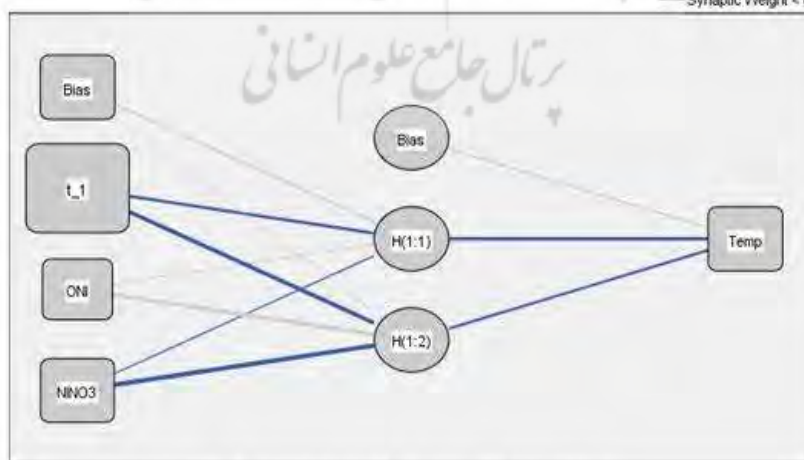 Synaptic Weight <
پرتال جامع علوم انسانی
Bias
Bias
t_1
H(1:1)
Temp
ONI
H(1:2)
NINO3